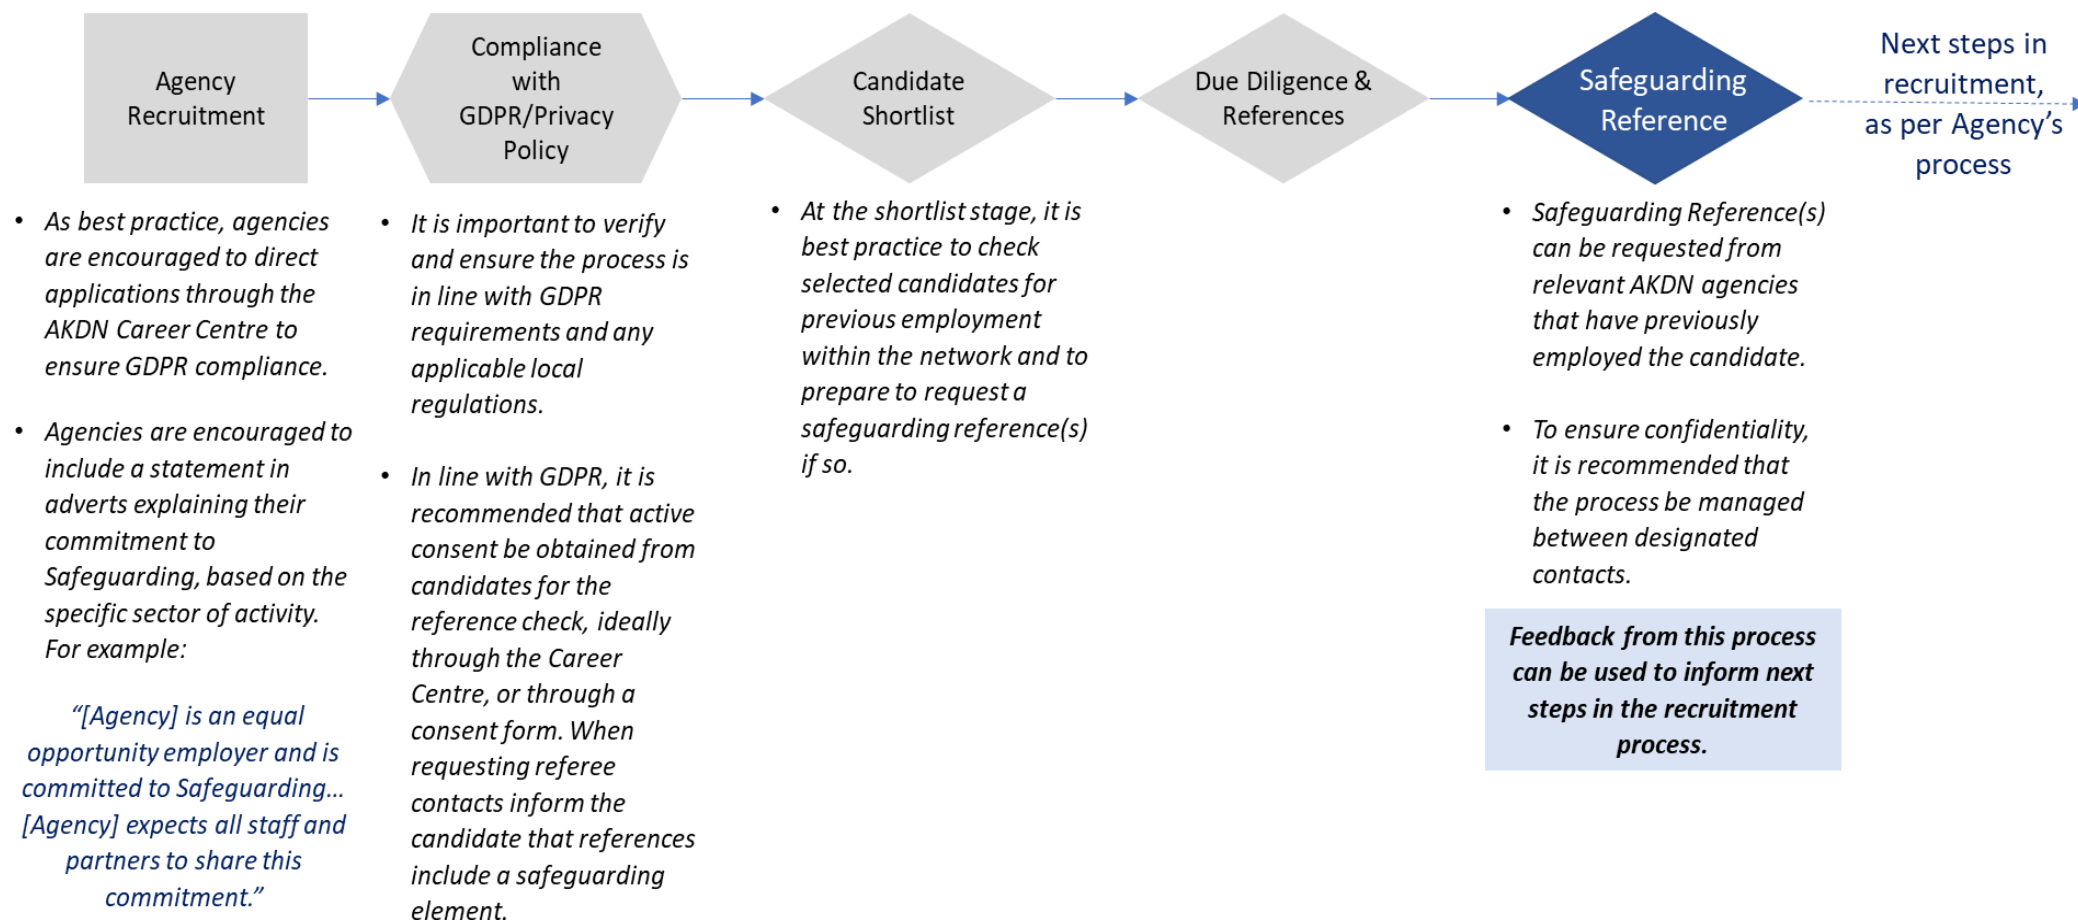 Agency
Recruitment
Compliance
with
GDPR/Privacy
Policy
Candidate
Shortlist
Due Diligence &
References
Safeguarding
Reference
Next steps in
recruitment,
as per Agency’s
process
• As best practice, agencies
are encouraged to direct
applications through the
AKDN Career Centre to
ensure GDPR compliance.
• Agencies are encouraged to
include a statement in
adverts explaining their
commitment to
Safeguarding, based on the
specific sector of activity.
For example:
“[Agency] is an equal
opportunity employer and is
committed to Safeguarding…
[Agency] expects all staff and
partners to share this
commitment.”
• It is important to verify
and ensure the process is
in line with GDPR
requirements and any
applicable local
regulations.
• In line with GDPR, it is
recommended that active
consent be obtained from
candidates for the
reference check, ideally
through the Career
Centre, or through a
consent form. When
requesting referee
contacts inform the
candidate that references
include a safeguarding
element.
• At the shortlist stage, it is
best practice to check
selected candidates for
previous employment
within the network and to
prepare to request a
safeguarding reference(s)
if so.
• Safeguarding Reference(s)
can be requested from
relevant AKDN agencies
that have previously
employed the candidate.
• To ensure confidentiality,
it is recommended that
the process be managed
between designated
contacts.
Feedback from this process
can be used to inform next
steps in the recruitment
process.